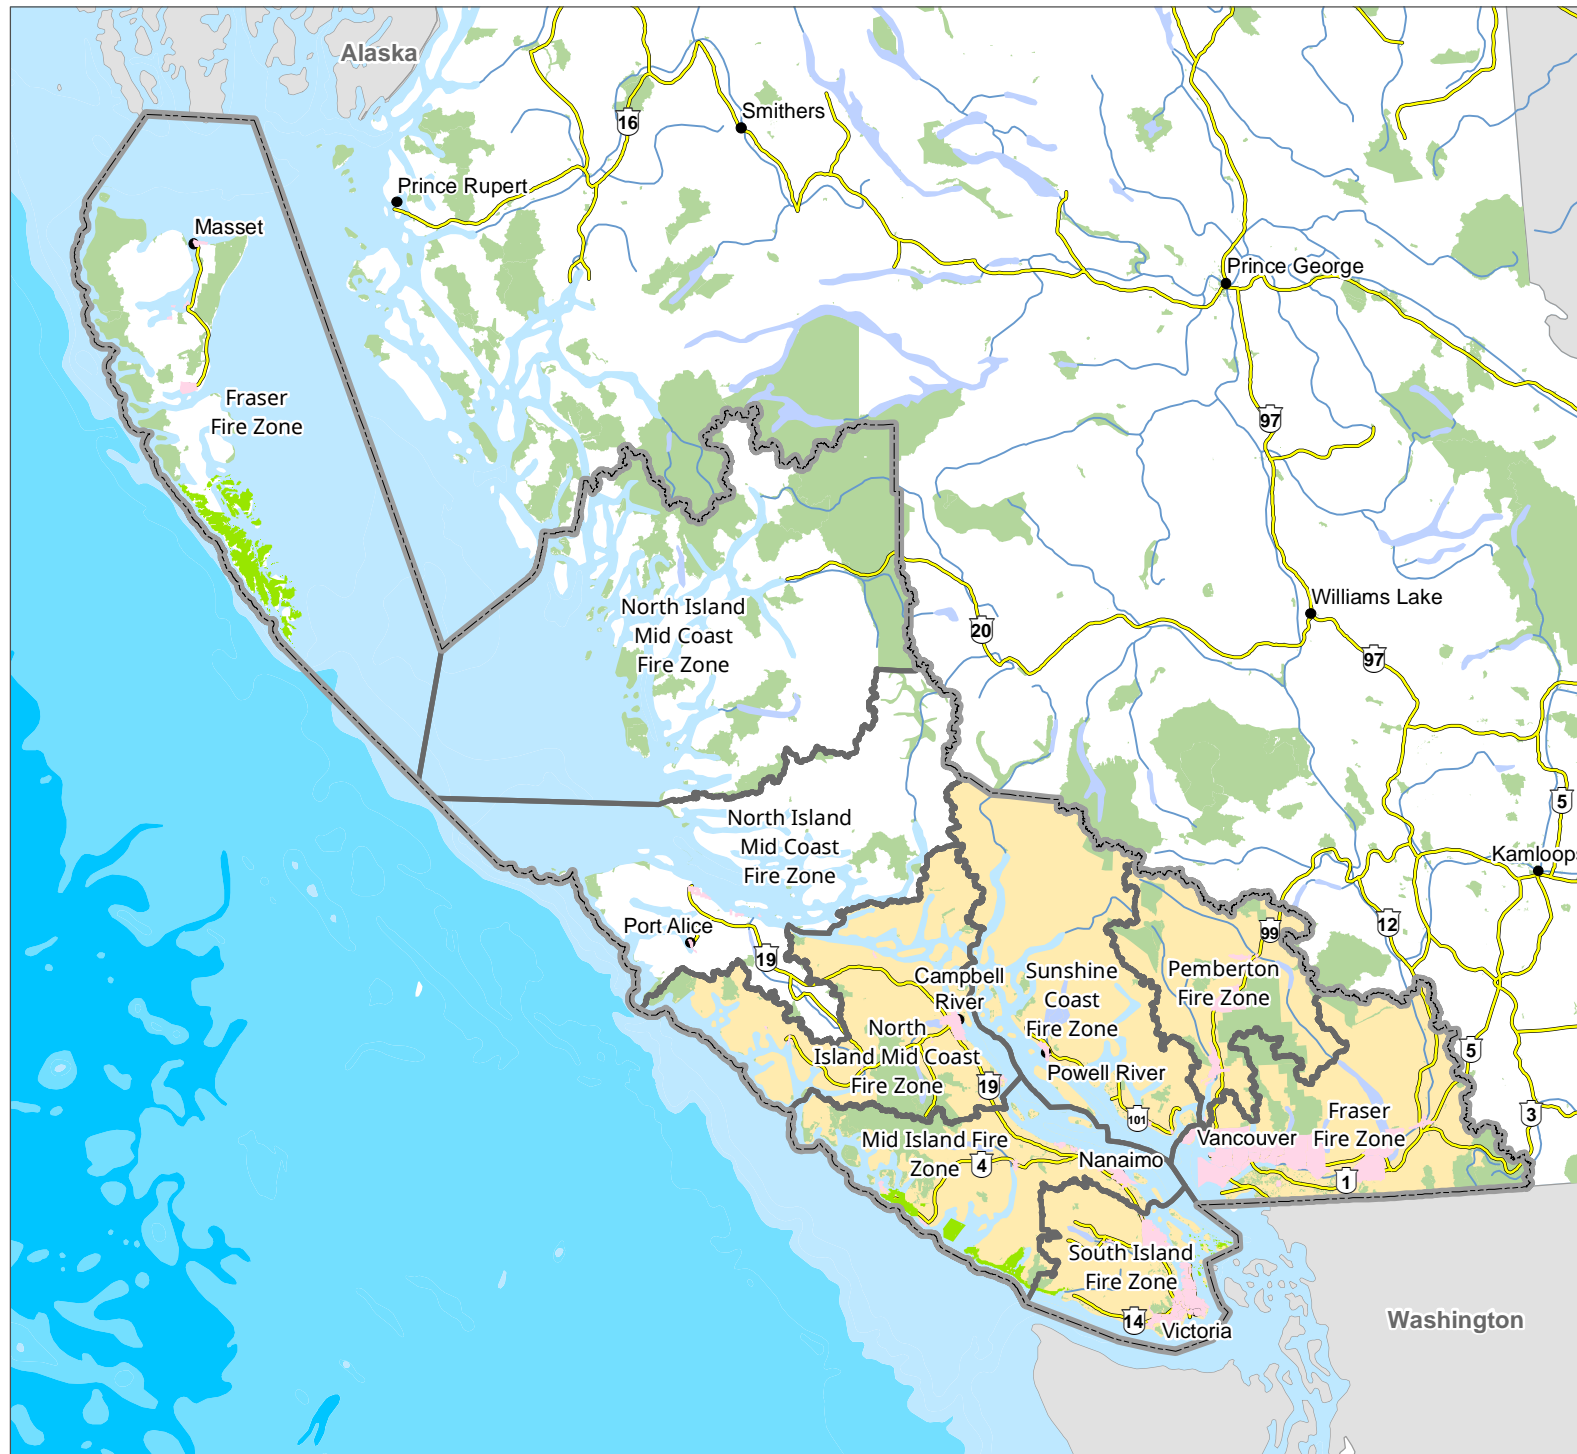 Alaska
Smithers
16
Prince Rupert
Masset
Prince George
Fraser
Fire Zone
97
North Island
Mid Coast
Fire Zone
Williams Lake
20
97
North Island
Mid Coast
Fire Zone
5
Kamloops
Port Alice
19
12
99
Campbell
River
Sunshine
Coast
Fire Zone
Pemberton
Fire Zone
North
Island Mid Coast
Fire Zone
19
Powell River
5
101
3
Fraser
Fire Zone
Vancouver
Mid Island Fire
Zone
4
Nanaimo
1
South Island
Fire Zone
14
Victoria
Washington